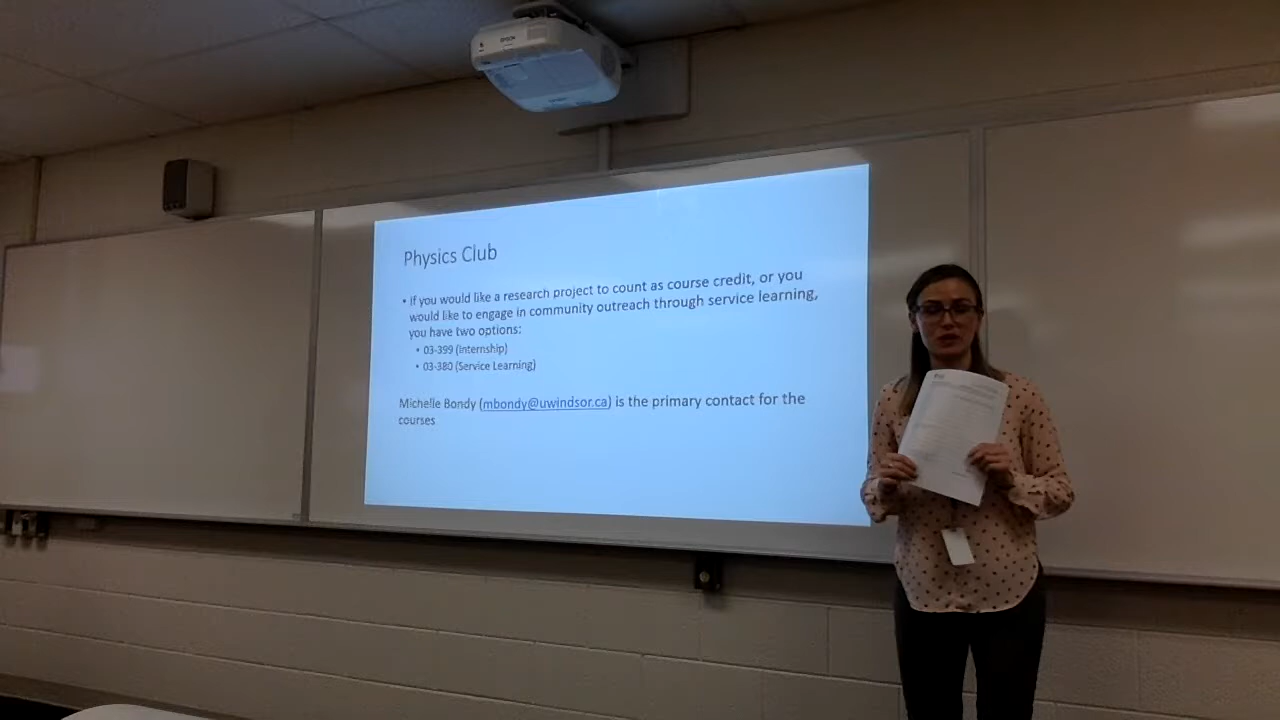 EPSON
Physics Club
• If you would like a research project to count as course credit, or you
would like to engage in community outreach through service learning,
you have two options:
• 03-399 (Internship)
• 03-380 (Service Learning)
Michelle Bondy (mbondy@uwindsor.ca) is the primary contact for the
courses